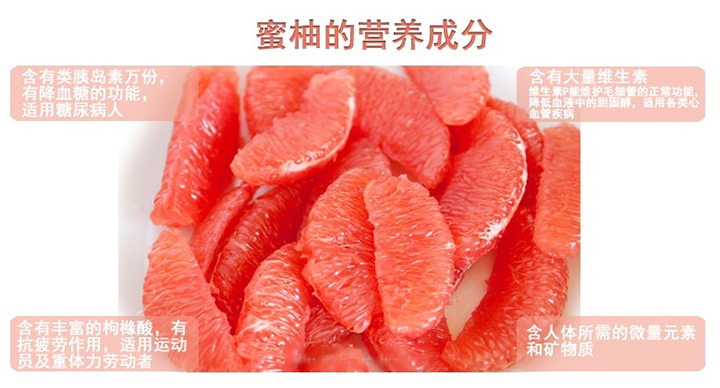 蜜柚的营养成分
含有类胰岛素万份，
有降血糖的功能，
适用糖尿病人
含有大量维生素
维生素P能维护毛细管的正常功能，
降低血液中的胆固醇，适用各类心
血管疾病
含有丰富的枸橼酸，有
抗疲劳作用，适用运动
员及重体力劳动者
含人体所需的微量元素
和矿物质